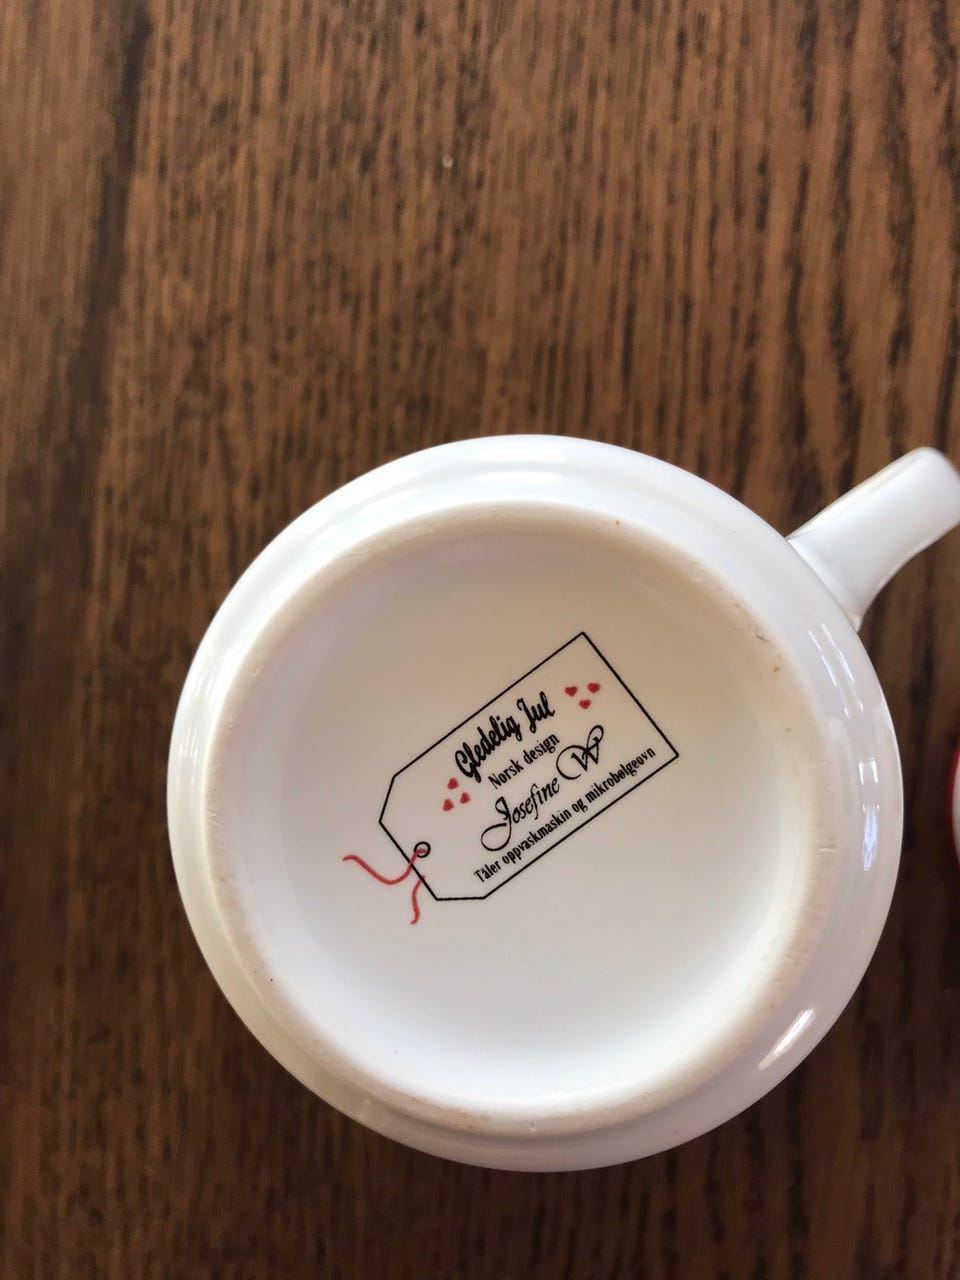 Gledelig Jul
Norsk design
Josefine W
Tåler oppvaskmaskin og mikrobølgeovn